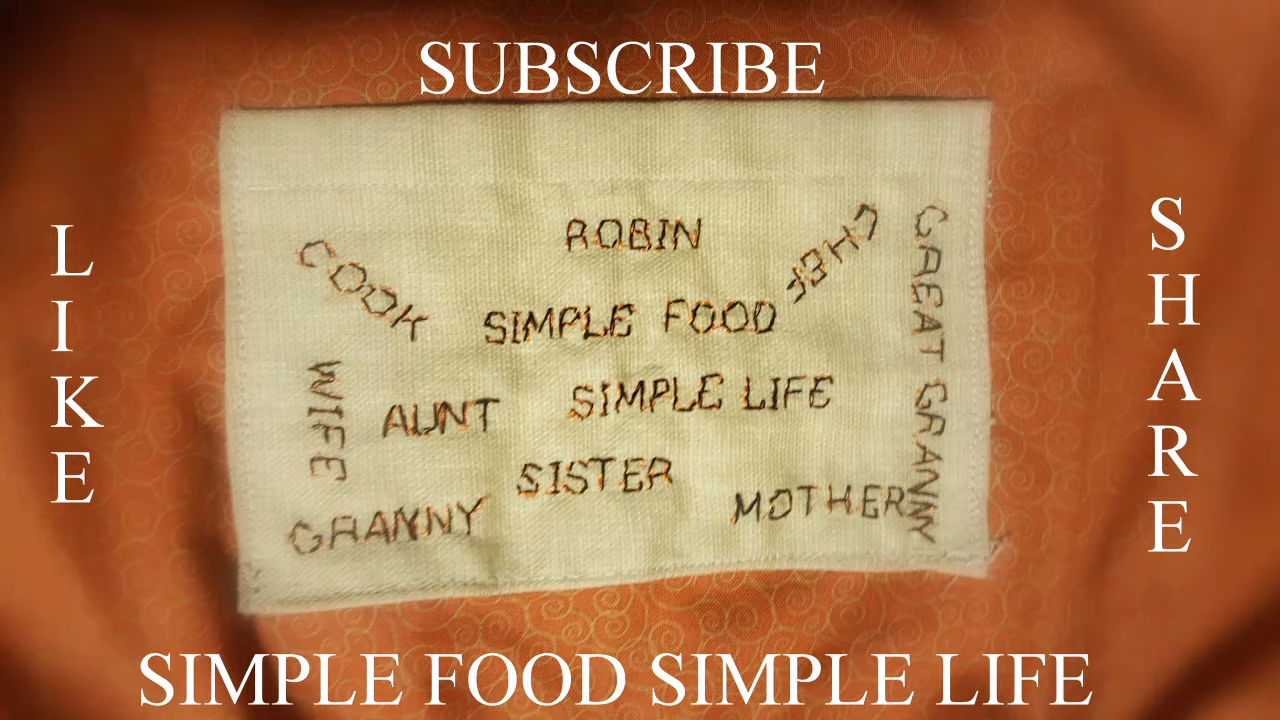 SUBSCRIBE
LIKE
SHARE
ROBIN
COOK
CHEF
GREAT GRANNY
SIMPLE FOOD
SIMPLE LIFE
WIFE
AUNT
SISTER
MOTHER
GRANNY
SIMPLE FOOD SIMPLE LIFE